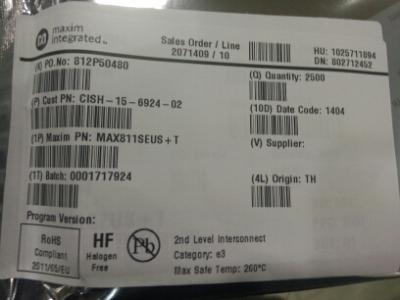 maxim
integrated™
Sales Order / Line
2071409 / 10
HU: 1025711894
DN: 802712452
(K) PO.No: 812P50480
(Q) Quantity: 2500
(P) Cust PN: CISH-15-6924-02
(10D) Date Code: 1404
(1P) Maxim PN: MAX811SEUS+T
(V) Supplier:
(1T) Batch: 0001717924
(4L) Origin: TH
Program Version:
RoHS
Compliant
2011/65/EU
HF
Halogen
Free
Pb
2nd Level Interconnect
Category: e3
Max Safe Temp: 260°C